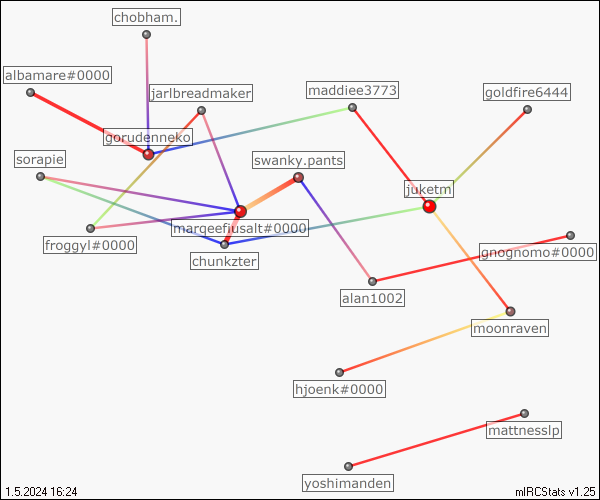 chobham.
albamare#0000
jarlbreadmaker
maddiee3773
goldfire6444
gorudenneko
sorapie
swanky.pants
juketm
margeefiusalt#0000
froggyl#0000
chunkzter
gnognomo#0000
alan1002
moonraven
hjoenk#0000
mattnesslp
yoshimanden
1.5.2024 16:24
mIRCStats v1.25